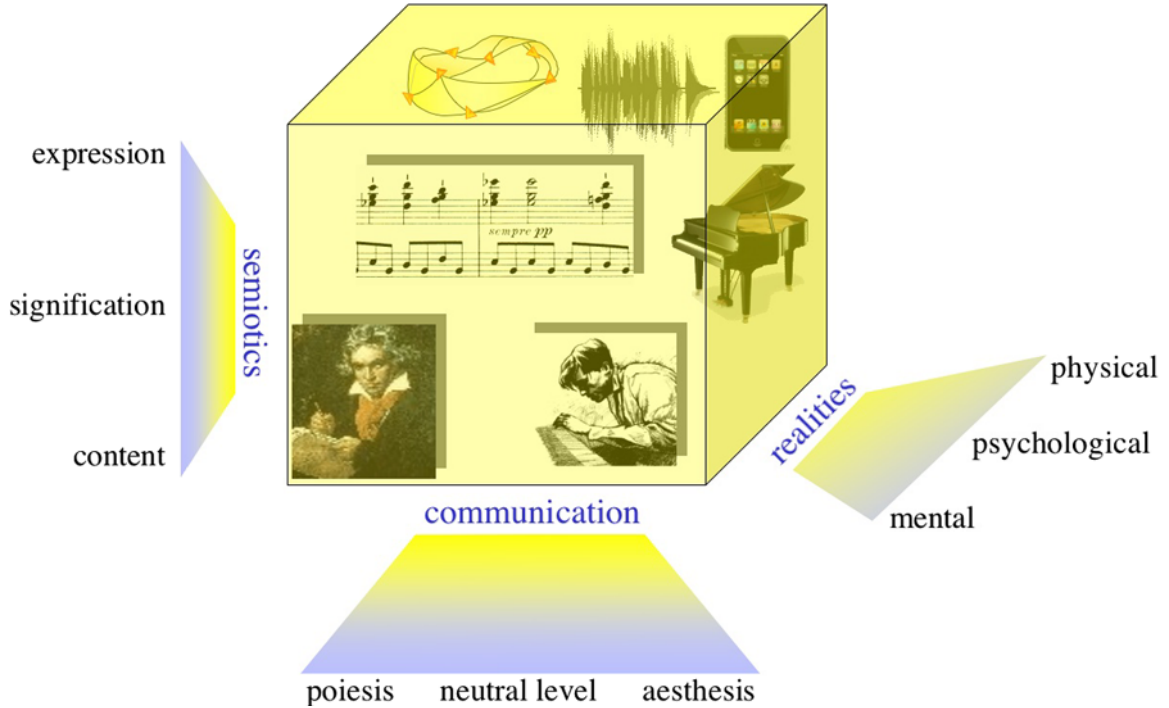 expression
signification
content
semiotics
sempre pp
communication
poiesis
neutral level
aesthesis
realities
physical
psychological
mental